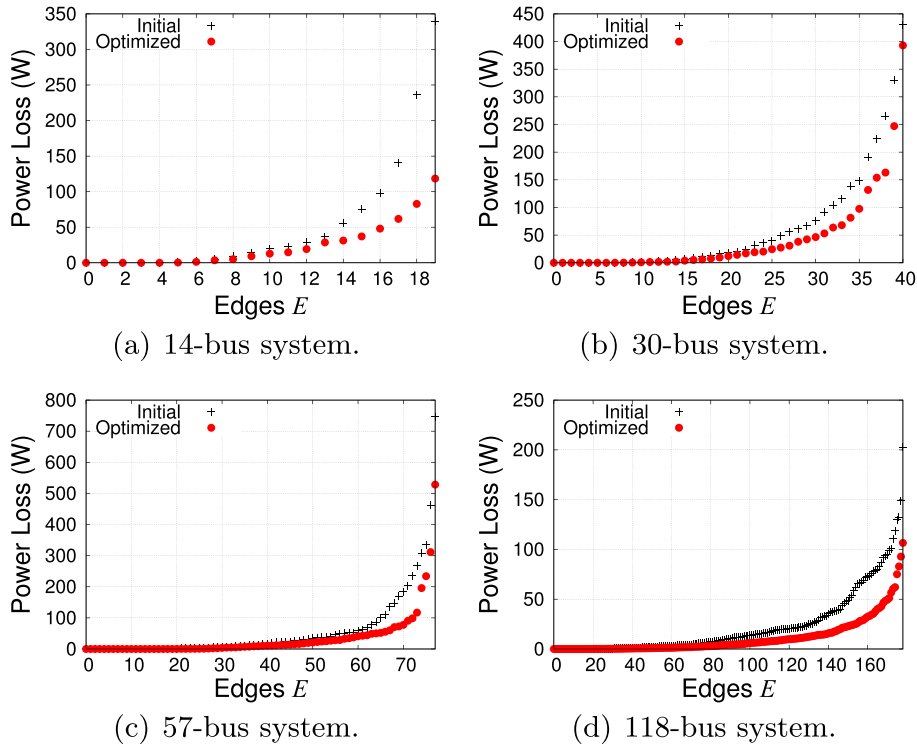 350
300
250
200
150
100
50
0
Power Loss (W)
Initial
Optimized
0 2 4 6 8 10 12 14 16 18
Edges E
(a) 14-bus system.
450
400
350
300
250
200
150
100
50
0
Power Loss (W)
Initial
Optimized
0 5 10 15 20 25 30 35 40
Edges E
(b) 30-bus system.
800
700
600
500
400
300
200
100
0
Power Loss (W)
Initial
Optimized
0 10 20 30 40 50 60 70
Edges E
(c) 57-bus system.
250
200
150
100
50
0
Power Loss (W)
Initial
Optimized
0 20 40 60 80 100 120 140 160
Edges E
(d) 118-bus system.